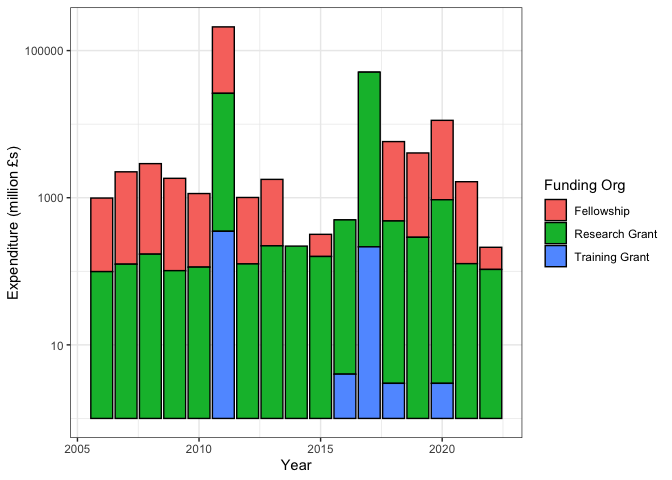 100000
1000
10
Expenditure (million £s)
2005
2010
2015
2020
Year
Funding Org
Fellowship
Research Grant
Training Grant